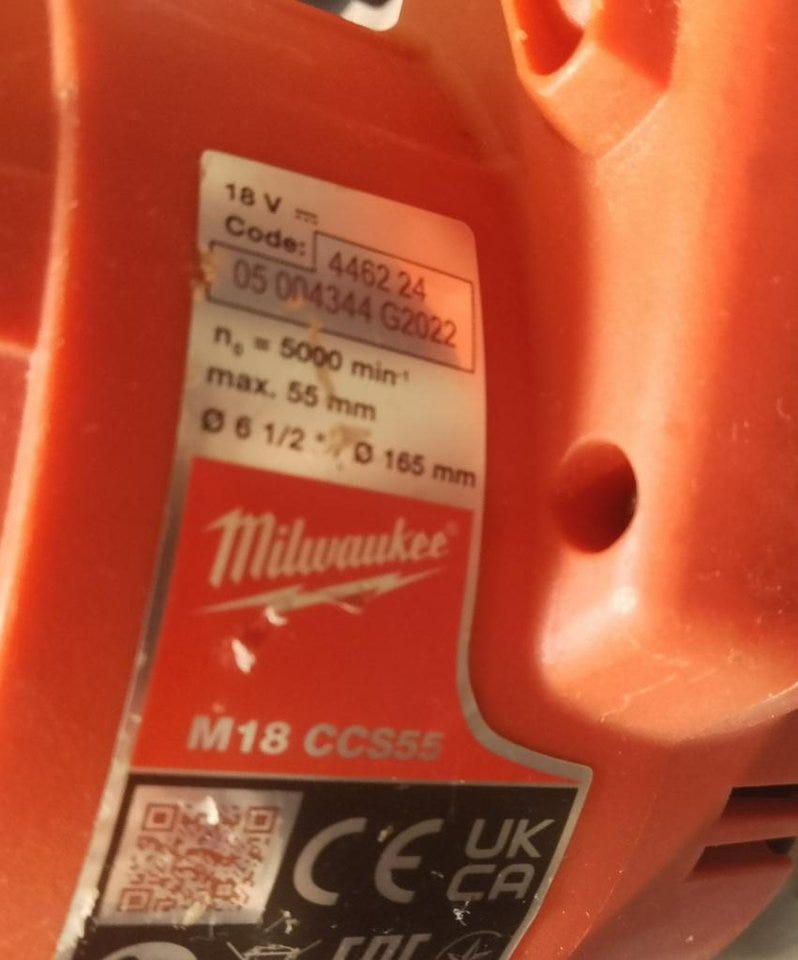 18 V ⎓
Code: 4462 24
05 004344 G2022
n₀ = 5000 min⁻¹
max. 55 mm
Ø 6 1/2 " Ø 165 mm
Milwaukee®
M18 CCS55
CE UK
CA
EAC